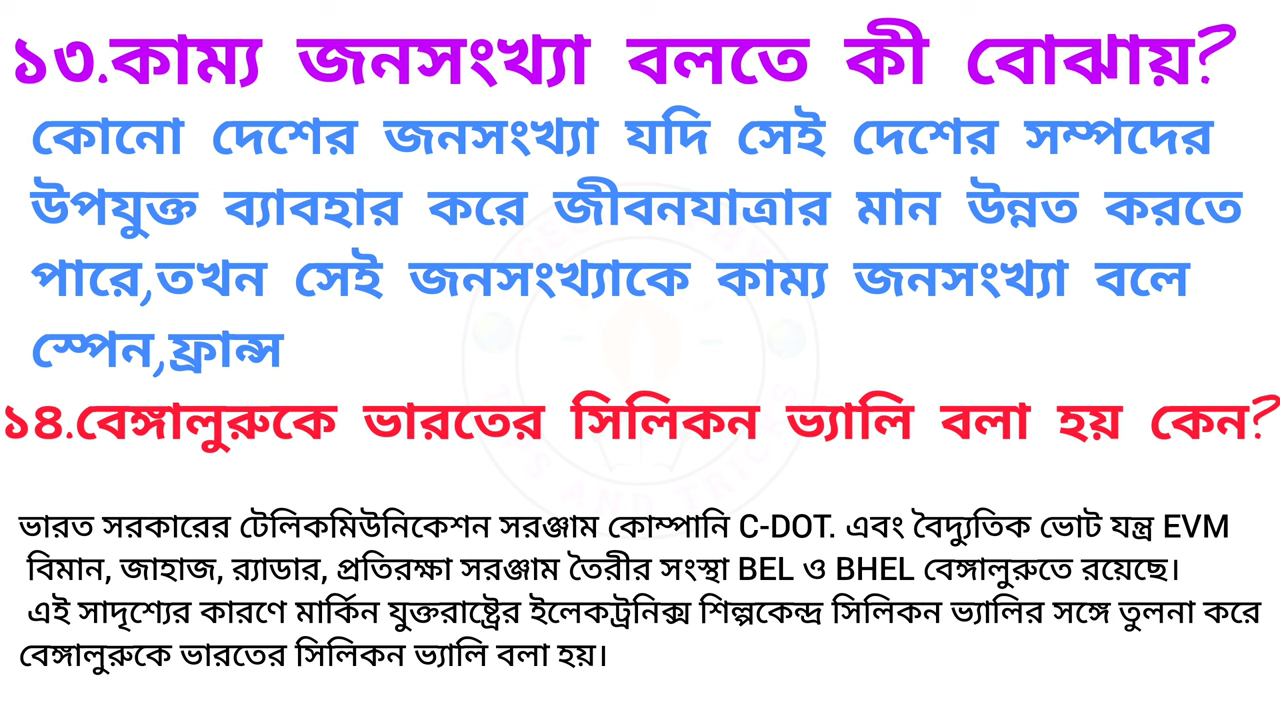 ১৩.কাম্য জনসংখ্যা বলতে কী বোঝায়?
কোনো দেশের জনসংখ্যা যদি সেই দেশের সম্পদের
উপযুক্ত ব্যাবহার করে জীবনযাত্রার মান উন্নত করতে
পারে,তখন সেই জনসংখ্যাকে কাম্য জনসংখ্যা বলে
স্পেন,ফ্রান্স
১৪.বেঙ্গালুরুকে ভারতের সিলিকন ভ্যালি বলা হয় কেন?
ভারত সরকারের টেলিকমিউনিকেশন সরঞ্জাম কোম্পানি C-DOT. এবং বৈদ্যুতিক ভোট যন্ত্র EVM
বিমান, জাহাজ, র‍্যাডার, প্রতিরক্ষা সরঞ্জাম তৈরীর সংস্থা BEL ও BHEL বেঙ্গালুরুতে রয়েছে।
এই সাদৃশ্যের কারণে মার্কিন যুক্তরাষ্ট্রের ইলেকট্রনিক্স শিল্পকেন্দ্র সিলিকন ভ্যালির সঙ্গে তুলনা করে
বেঙ্গালুরুকে ভারতের সিলিকন ভ্যালি বলা হয়।